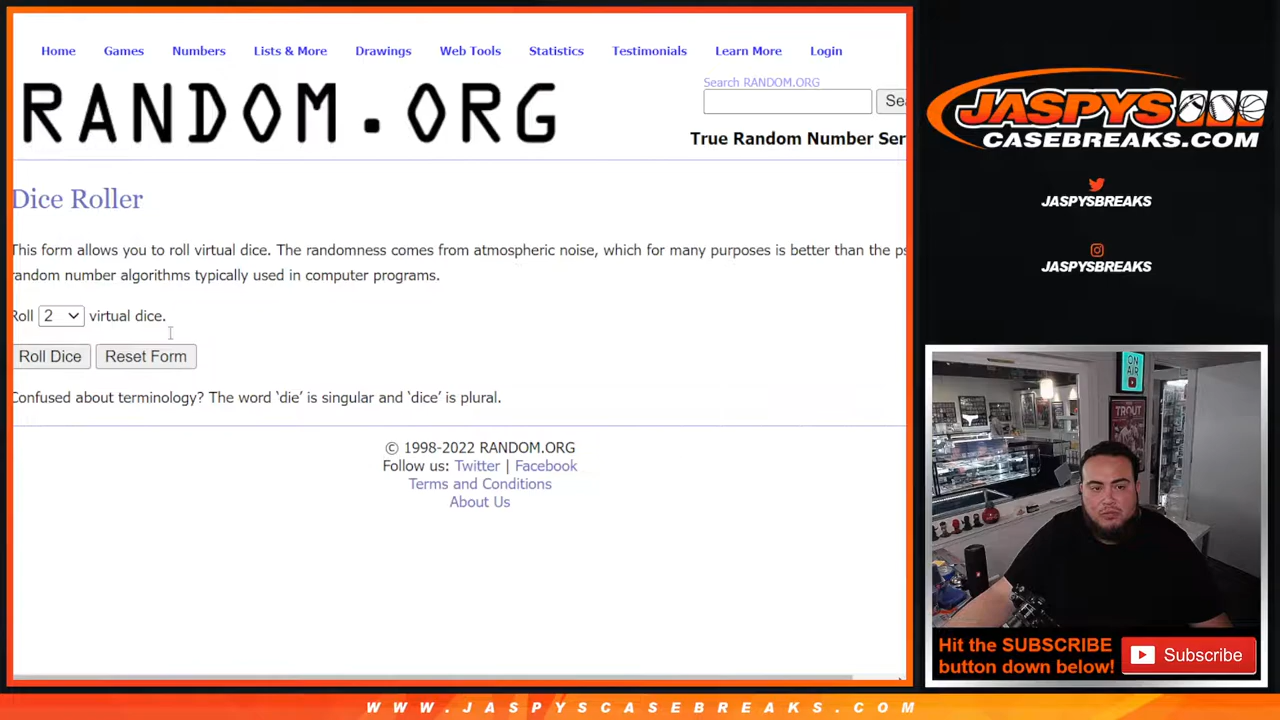 Home Games Numbers Lists & More Drawings Web Tools Statistics Testimonials Learn More Login
RANDOM.ORG
Search RANDOM.ORG
True Random Number Ser
Dice Roller
This form allows you to roll virtual dice. The randomness comes from atmospheric noise, which for many purposes is better than the ps
random number algorithms typically used in computer programs.
Roll 2 virtual dice.
Roll Dice Reset Form
Confused about terminology? The word ‘die’ is singular and ‘dice’ is plural.
© 1998-2022 RANDOM.ORG
Follow us: Twitter | Facebook
Terms and Conditions
About Us
JASPYS
CASEBREAKS.COM
JASPYSBREAKS
JASPYSBREAKS
ON
AIR
TROUT
Hit the SUBSCRIBE
button down below!
Subscribe
WWW.JASPYSCASEBREAKS.COM